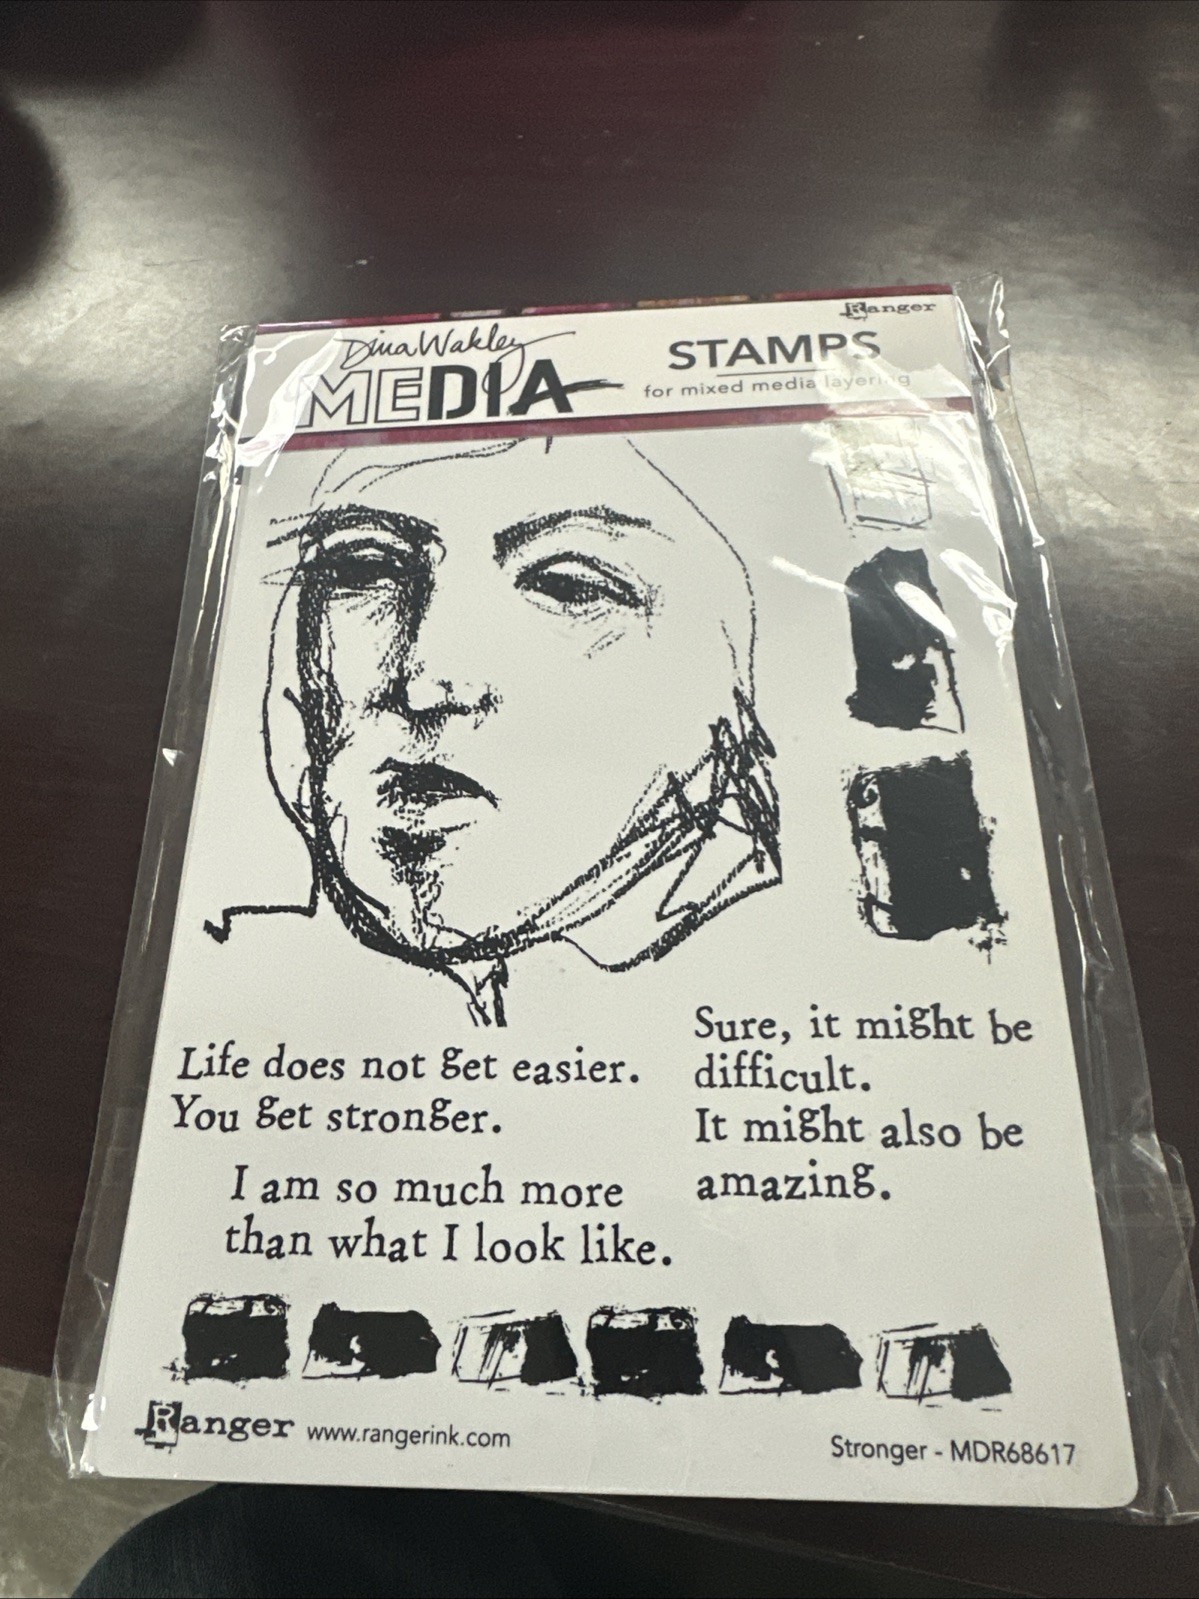 Ranger
Dina Wakley
MEDIA
STAMPS
for mixed media layering
Life does not get easier.
You get stronger.
I am so much more
than what I look like.
Sure, it might be
difficult.
It might also be
amazing.
Ranger www.rangerink.com
Stronger - MDR68617